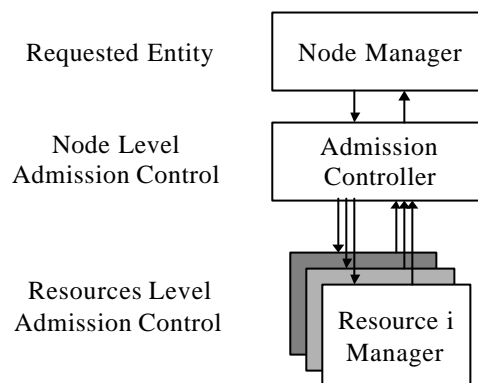 Requested Entity
Node Manager
Node Level
Admission Control
Admission
Controller
Resources Level
Admission Control
Resource i
Manager